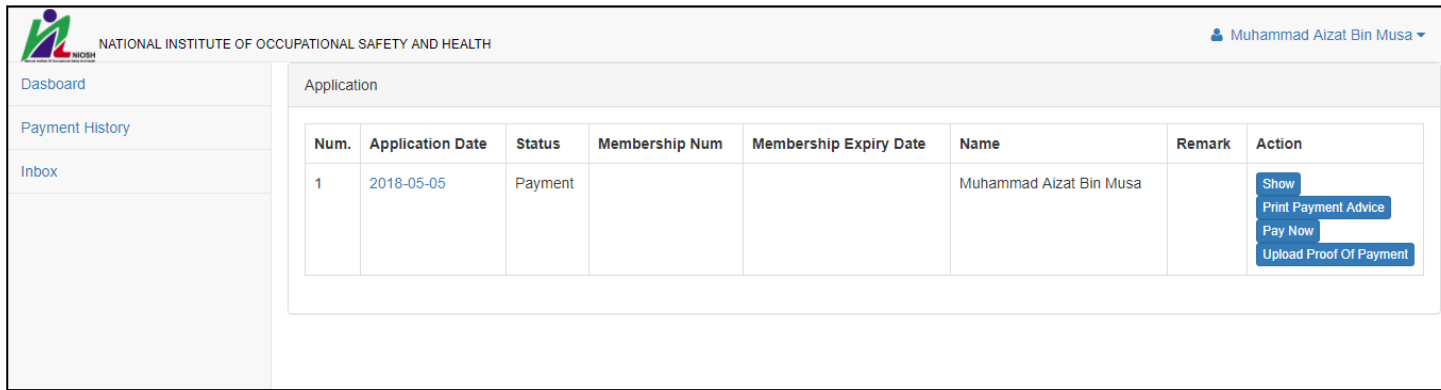 NIOSH
NATIONAL INSTITUTE OF OCCUPATIONAL SAFETY AND HEALTH
Muhammad Aizat Bin Musa
Dasboard
Payment History
Inbox
Application
Num. Application Date Status Membership Num Membership Expiry Date Name Remark Action
1 2018-05-05 Payment Muhammad Aizat Bin Musa Show
Print Payment Advice
Pay Now
Upload Proof Of Payment